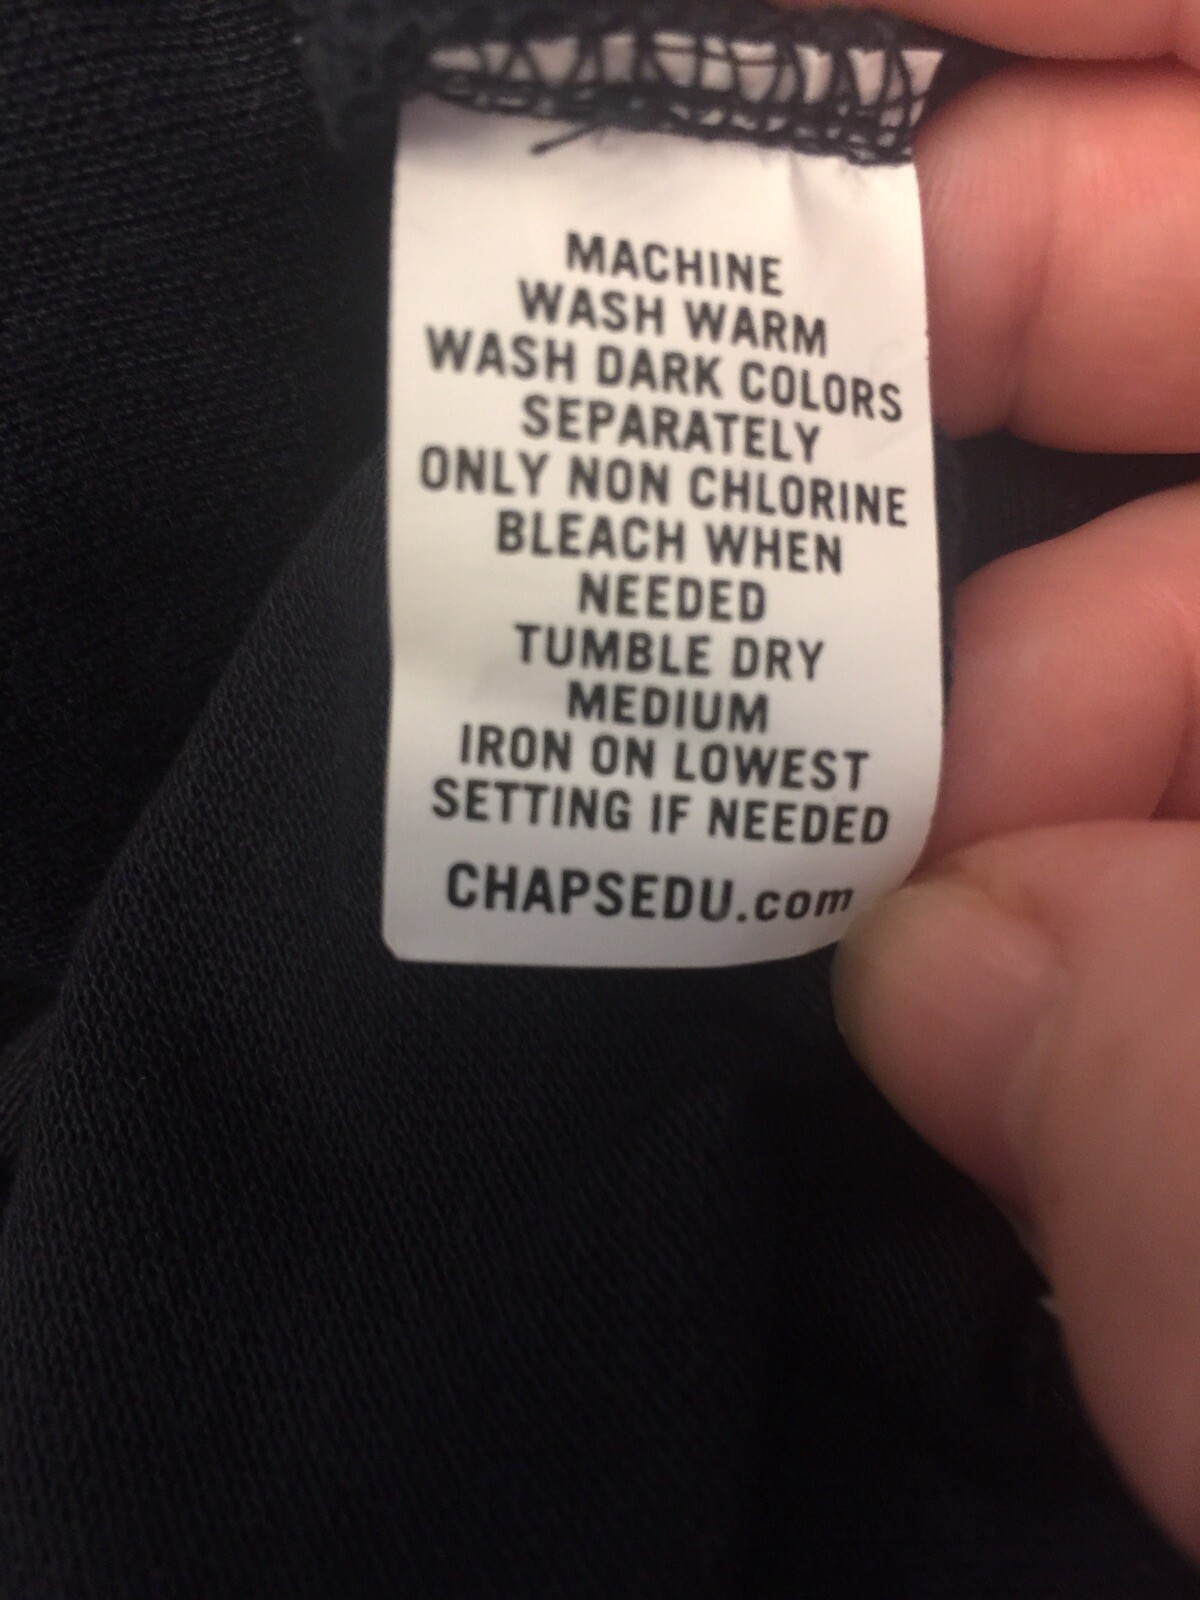 MACHINE
WASH WARM
WASH DARK COLORS
SEPARATELY
ONLY NON CHLORINE
BLEACH WHEN
NEEDED
TUMBLE DRY
MEDIUM
IRON ON LOWEST
SETTING IF NEEDED
CHAPSEDU.com